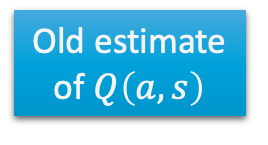 Old estimate
of Q(a, s)